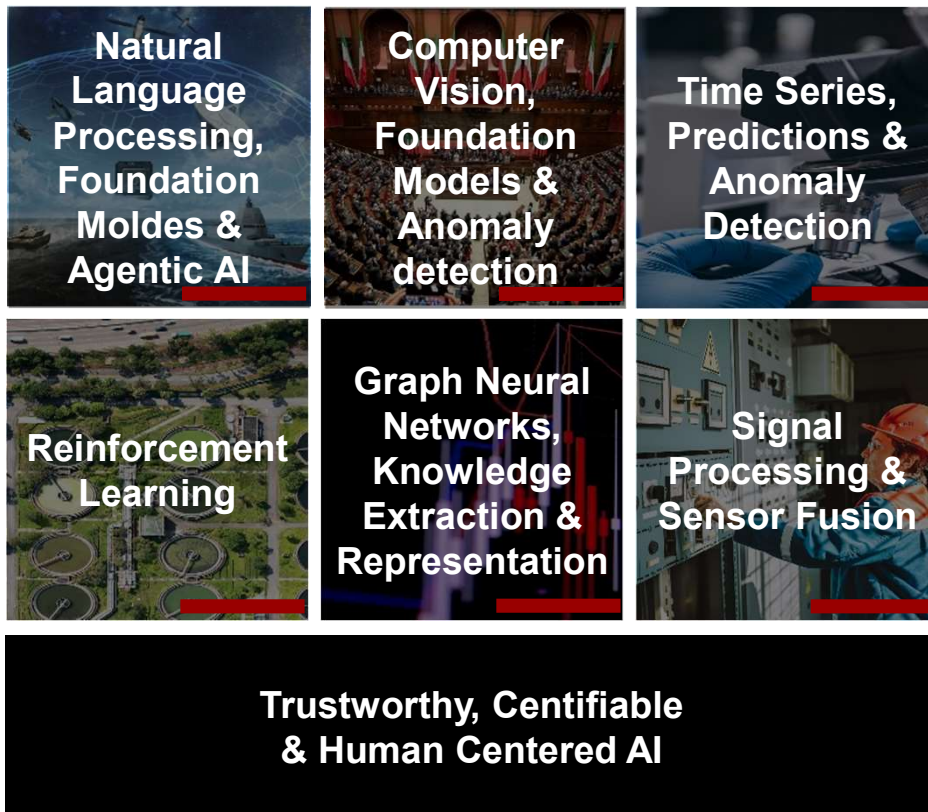 Natural
Language
Processing,
Foundation
Moldes &
Agentic AI
Computer
Vision,
Foundation
Models &
Anomaly
detection
Time Series,
Predictions &
Anomaly
Detection
Reinforcement
Learning
Graph Neural
Networks,
Knowledge
Extraction &
Representation
Signal
Processing &
Sensor Fusion
Trustworthy, Centifiable
& Human Centered AI